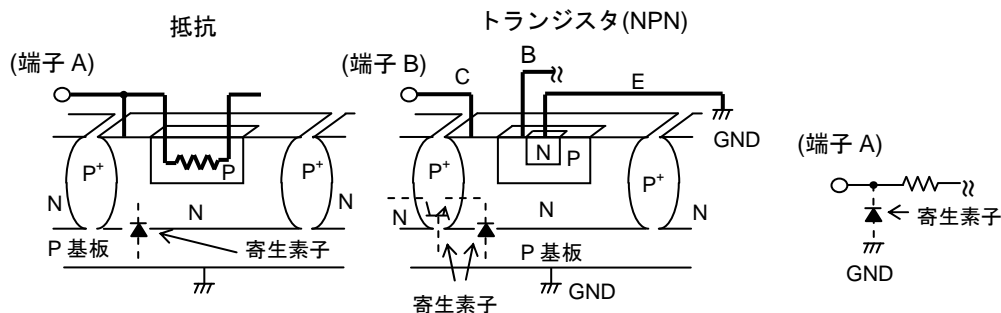 抵抗
(端子 A)
P+
P
P+
N
N
N
P 基板
寄生素子
トランジスタ(NPN)
(端子 B)
C
B
E
GND
P+
N
P
P+
N
N
N
P 基板
寄生素子
GND
(端子 A)
寄生素子
GND